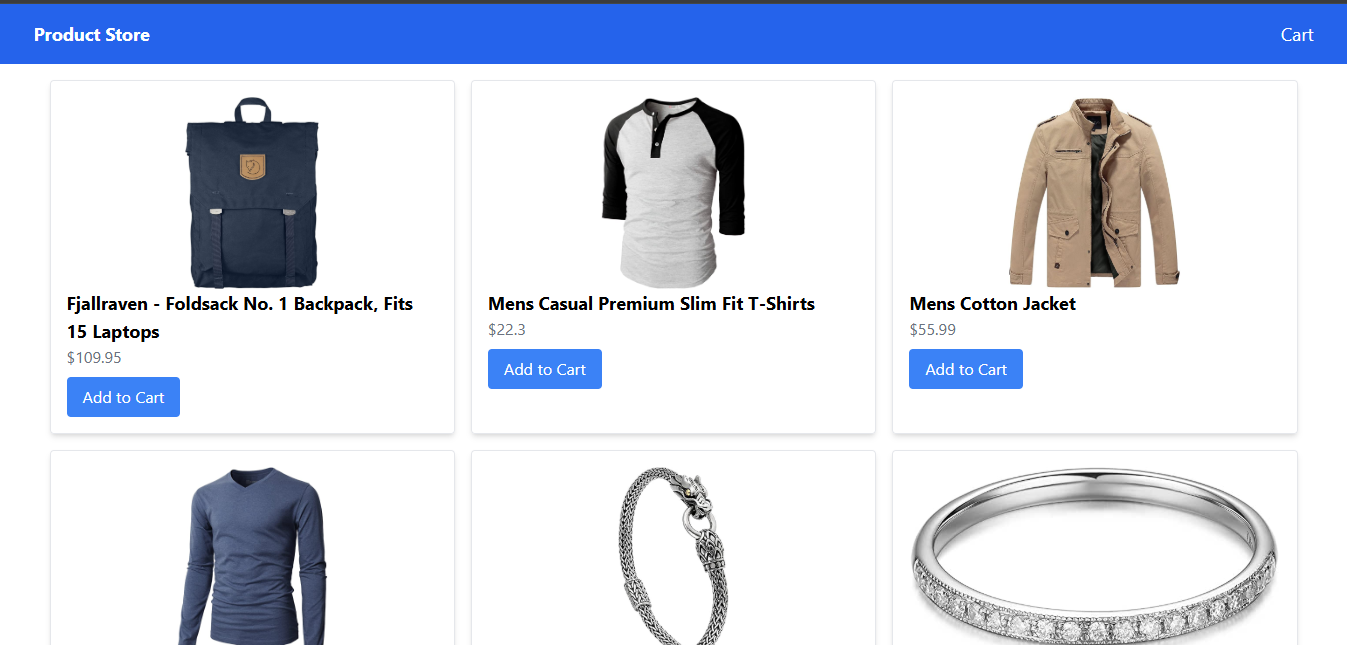 Product Store
Cart
Fjallraven - Foldsack No. 1 Backpack, Fits
15 Laptops
$109.95
Add to Cart
Mens Casual Premium Slim Fit T-Shirts
$22.3
Add to Cart
Mens Cotton Jacket
$55.99
Add to Cart